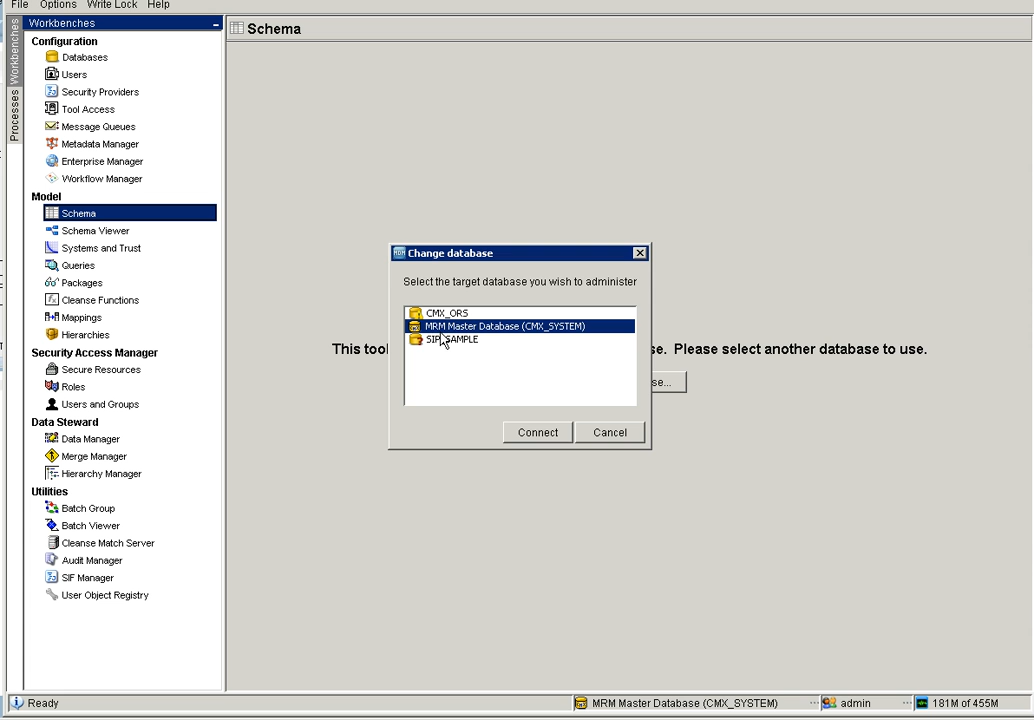 File Options Write Lock Help
Workbenches
Processes
Workbenches
Configuration
Databases
Users
Security Providers
Tool Access
Message Queues
Metadata Manager
Enterprise Manager
Workflow Manager
Model
Schema
Schema Viewer
Systems and Trust
Queries
Packages
Cleanse Functions
Mappings
Hierarchies
Security Access Manager
Secure Resources
Roles
Users and Groups
Data Steward
Data Manager
Merge Manager
Hierarchy Manager
Utilities
Batch Group
Batch Viewer
Cleanse Match Server
Audit Manager
SIF Manager
User Object Registry
Schema
This tool
se. Please select another database to use.
se...
Change database
Select the target database you wish to administer
CMX_ORS
MRM Master Database (CMX_SYSTEM)
SIP_SAMPLE
Connect Cancel
Ready
MRM Master Database (CMX_SYSTEM)
admin
181M of 455M